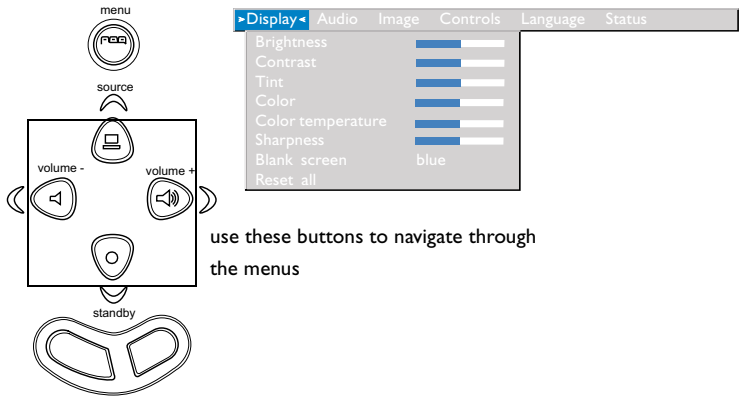 menu
source
volume -
volume +
standby
►Display◄ Audio Image Controls Language Status
Brightness
Contrast
Tint
Color
Color temperature
Sharpness
Blank screen blue
Reset all
use these buttons to navigate through
the menus